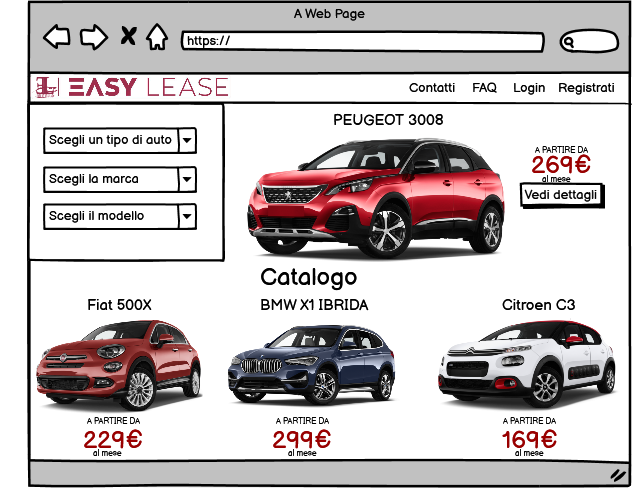 A Web Page
https://
EASY LEASE
Contatti FAQ Login Registrati
Scegli un tipo di auto
Scegli la marca
Scegli il modello
PEUGEOT 3008
A PARTIRE DA
269€
al mese
Vedi dettagli
Catalogo
Fiat 500X
A PARTIRE DA
229€
al mese
BMW X1 IBRIDA
A PARTIRE DA
299€
al mese
Citroen C3
A PARTIRE DA
169€
al mese